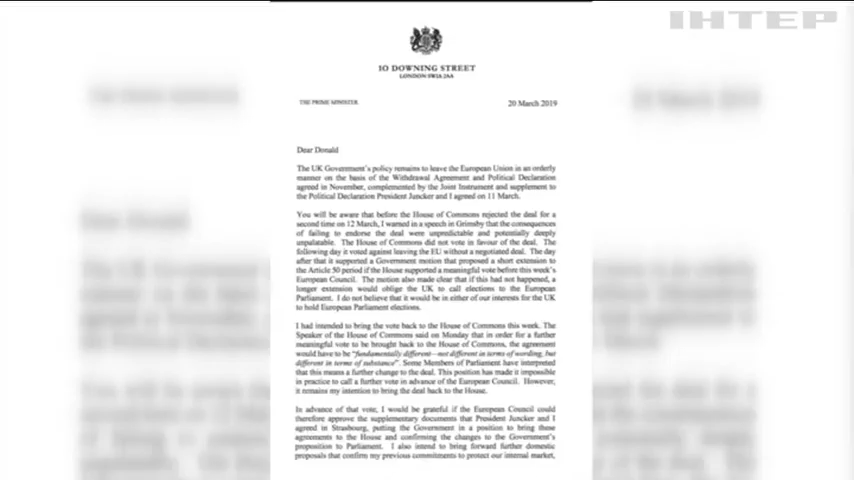 ІНТЕР
10 DOWNING STREET
LONDON SW1A 2AA
THE PRIME MINISTER
20 March 2019
Dear Donald
The UK Government's policy remains to leave the European Union in an orderly
manner on the basis of the Withdrawal Agreement and Political Declaration
agreed in November, complemented by the Joint Instrument and supplement to
the Political Declaration President Juncker and I agreed on 11 March.
You will be aware that before the House of Commons rejected the deal for a
second time on 12 March, I warned in a speech in Grimsby that the consequences
of failing to endorse the deal were unpredictable and potentially deeply
unpalatable. The House of Commons did not vote in favour of the deal. The
following day it voted against leaving the EU without a negotiated deal. The day
after that it supported a Government motion that proposed a short extension to
the Article 50 period if the House supported a meaningful vote before this week's
European Council. The motion also made clear that if this had not happened, a
longer extension would oblige the UK to call elections to the European
Parliament. I do not believe that it would be in either of our interests for the UK
to hold European Parliament elections.
I had intended to bring the vote back to the House of Commons this week. The
Speaker of the House of Commons said on Monday that in order for a further
meaningful vote to be brought back to the House of Commons, the agreement
would have to be "fundamentally different—not different in terms of wording, but
different in terms of substance". Some Members of Parliament have interpreted
that this means a further change to the deal. This position has made it impossible
in practice to call a further vote in advance of the European Council. However,
it remains my intention to bring the deal back to the House.
In advance of that vote, I would be grateful if the European Council could
therefore approve the supplementary documents that President Juncker and I
agreed in Strasbourg, putting the Government in a position to bring these
agreements to the House and confirming the changes to the Government's
proposition to Parliament. I also intend to bring forward further domestic
proposals that confirm my previous commitments to protect our internal market,